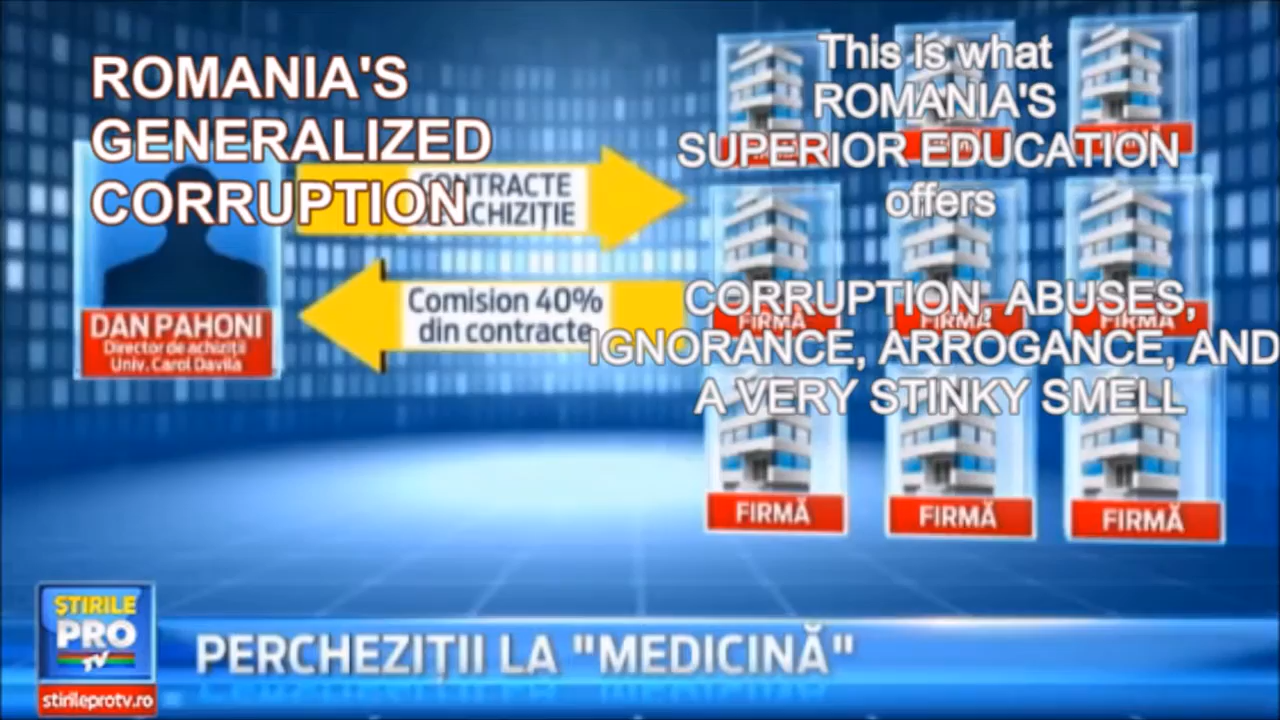 ROMANIA'S
GENERALIZED
CORRUPTION
This is what
ROMANIA'S
SUPERIOR EDUCATION
offers
CORRUPTION, ABUSES,
IGNORANCE, ARROGANCE, AND
A VERY STINKY SMELL
CONTRACTE
ACHIZIȚIE
Comision 40%
din contracte
DAN PAHONI
Director de achiziții
Univ. Carol Davila
FIRMĂ FIRMĂ FIRMĂ
FIRMĂ FIRMĂ FIRMĂ
ȘTIRILE
PRO
TV
stirileprotv.ro
PERCHEZIȚII LA "MEDICINĂ"